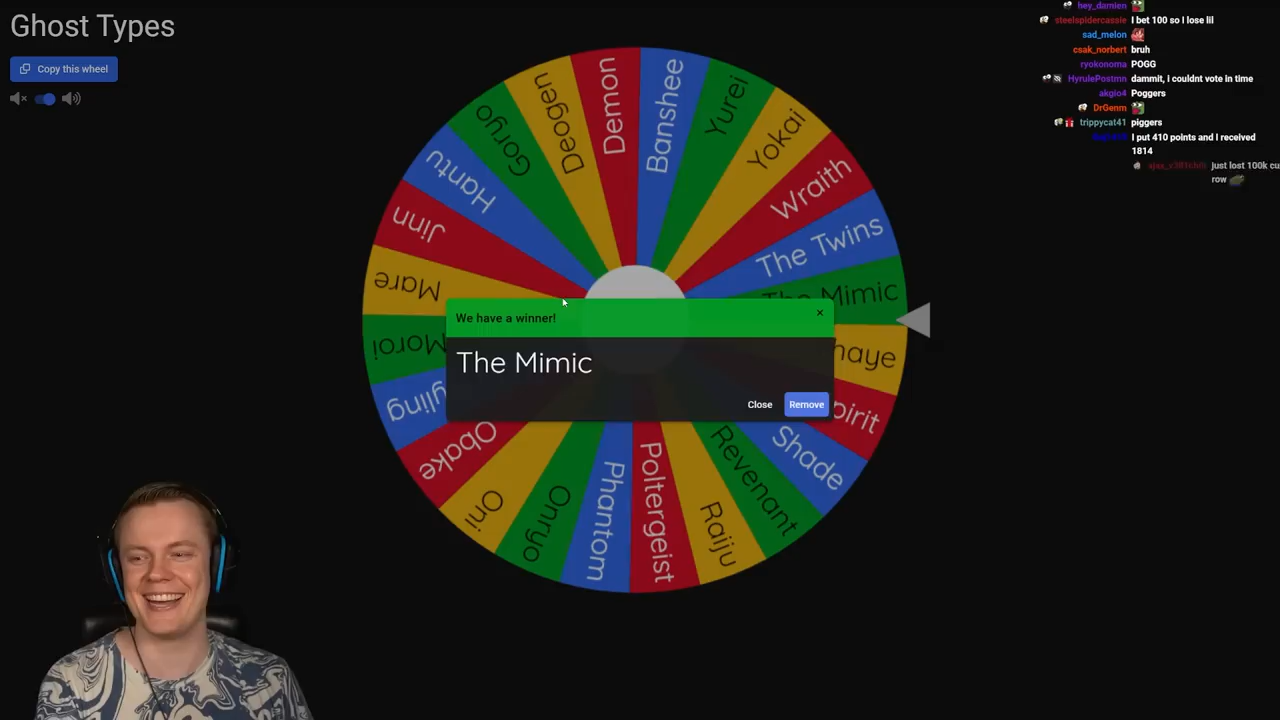 Ghost Types
Copy this wheel
hey_damien
steelspidercassie I bet 100 so I lose lil
sad_melon
csak_norbert bruh
ryokonoma POGG
HyrulePostmn dammit, I couldnt vote in time
akgio4 Poggers
DrGenm
trippycat41 piggers
I put 410 points and I received
1814
just lost 100k cu
row
Demon
Banshee
Yurei
Yokai
Wraith
The Twins
The Mimic
haye
pirit
Shade
Revenant
Raiju
Poltergeist
Phantom
Onryo
Oni
Obake
yling
Moroi
Mare
Jinn
Hantu
Goryo
Deogen
We have a winner!
×
The Mimic
Close
Remove